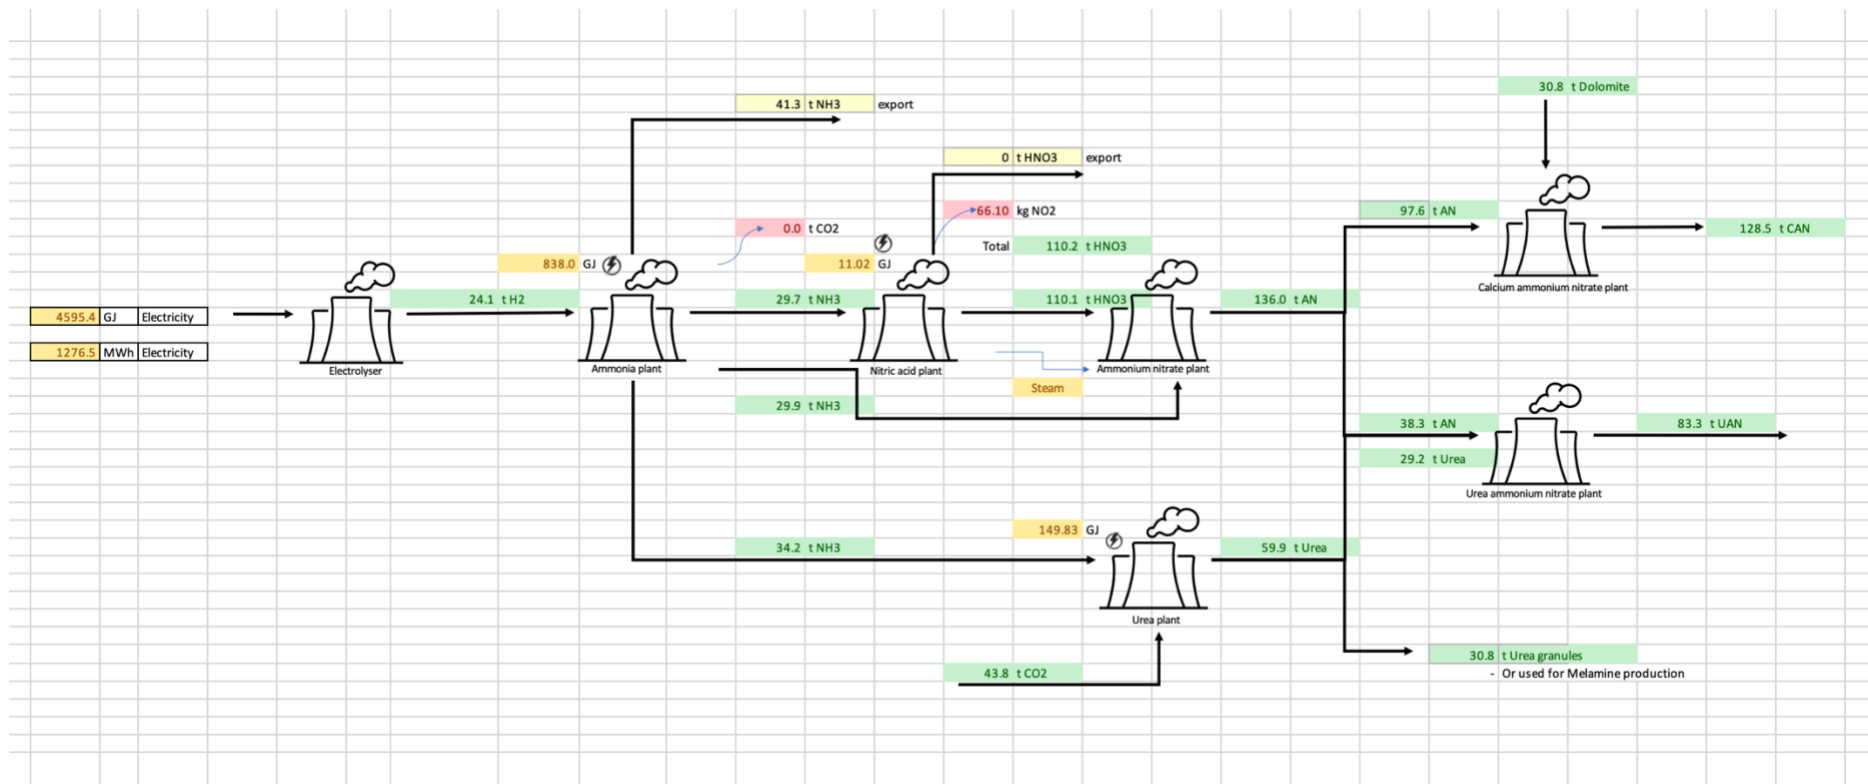 30.8 t Dolomite
41.3 t NH3 export
0 t HNO3 export
97.6 t AN
66.10 kg NO2
0.0 t CO2
128.5 t CAN
Total 110.2 t HNO3
838.0 GJ
11.02 GJ
Calcium ammonium nitrate plant
24.1 t H2
29.7 t NH3
110.1 t HNO3
136.0 t AN
4595.4 GJ Electricity
1276.5 MWh Electricity
Electrolyser
Ammonia plant
Nitric acid plant
Ammonium nitrate plant
Steam
29.9 t NH3
38.3 t AN
83.3 t UAN
29.2 t Urea
Urea ammonium nitrate plant
149.83 GJ
34.2 t NH3
59.9 t Urea
Urea plant
30.8 t Urea granules
- Or used for Melamine production
43.8 t CO2